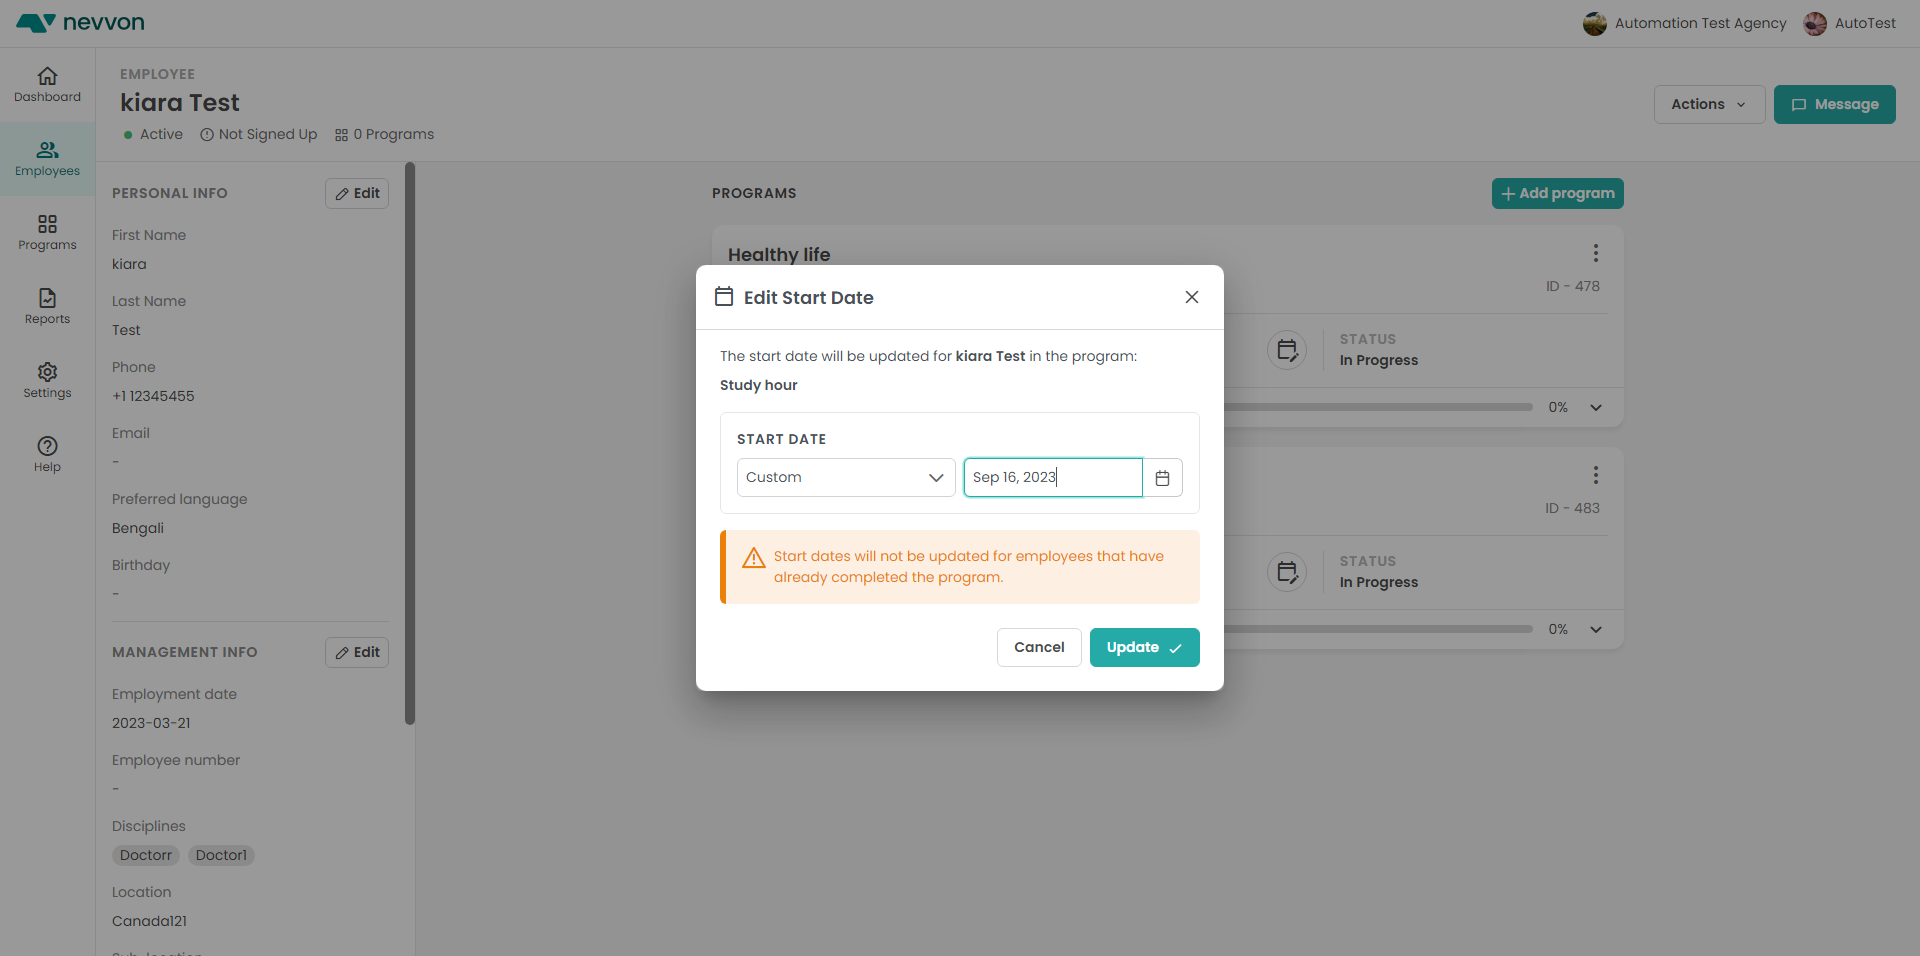 nevvon
Automation Test Agency
AutoTest
Dashboard
Employees
Programs
Reports
Settings
Help
EMPLOYEE
kiara Test
Active
Not Signed Up
0 Programs
Actions
Message
PERSONAL INFO
Edit
First Name
kiara
Last Name
Test
Phone
+1 12345455
Email
-
Preferred language
Bengali
Birthday
-
MANAGEMENT INFO
Edit
Employment date
2023-03-21
Employee number
-
Disciplines
Doctorr
Doctor1
Location
Canada121
PROGRAMS
Add program
Healthy life
ID - 478
STATUS
In Progress
0%
ID - 483
STATUS
In Progress
0%
Edit Start Date
The start date will be updated for kiara Test in the program:
Study hour
START DATE
Custom
Sep 16, 2023
Start dates will not be updated for employees that have
already completed the program.
Cancel
Update